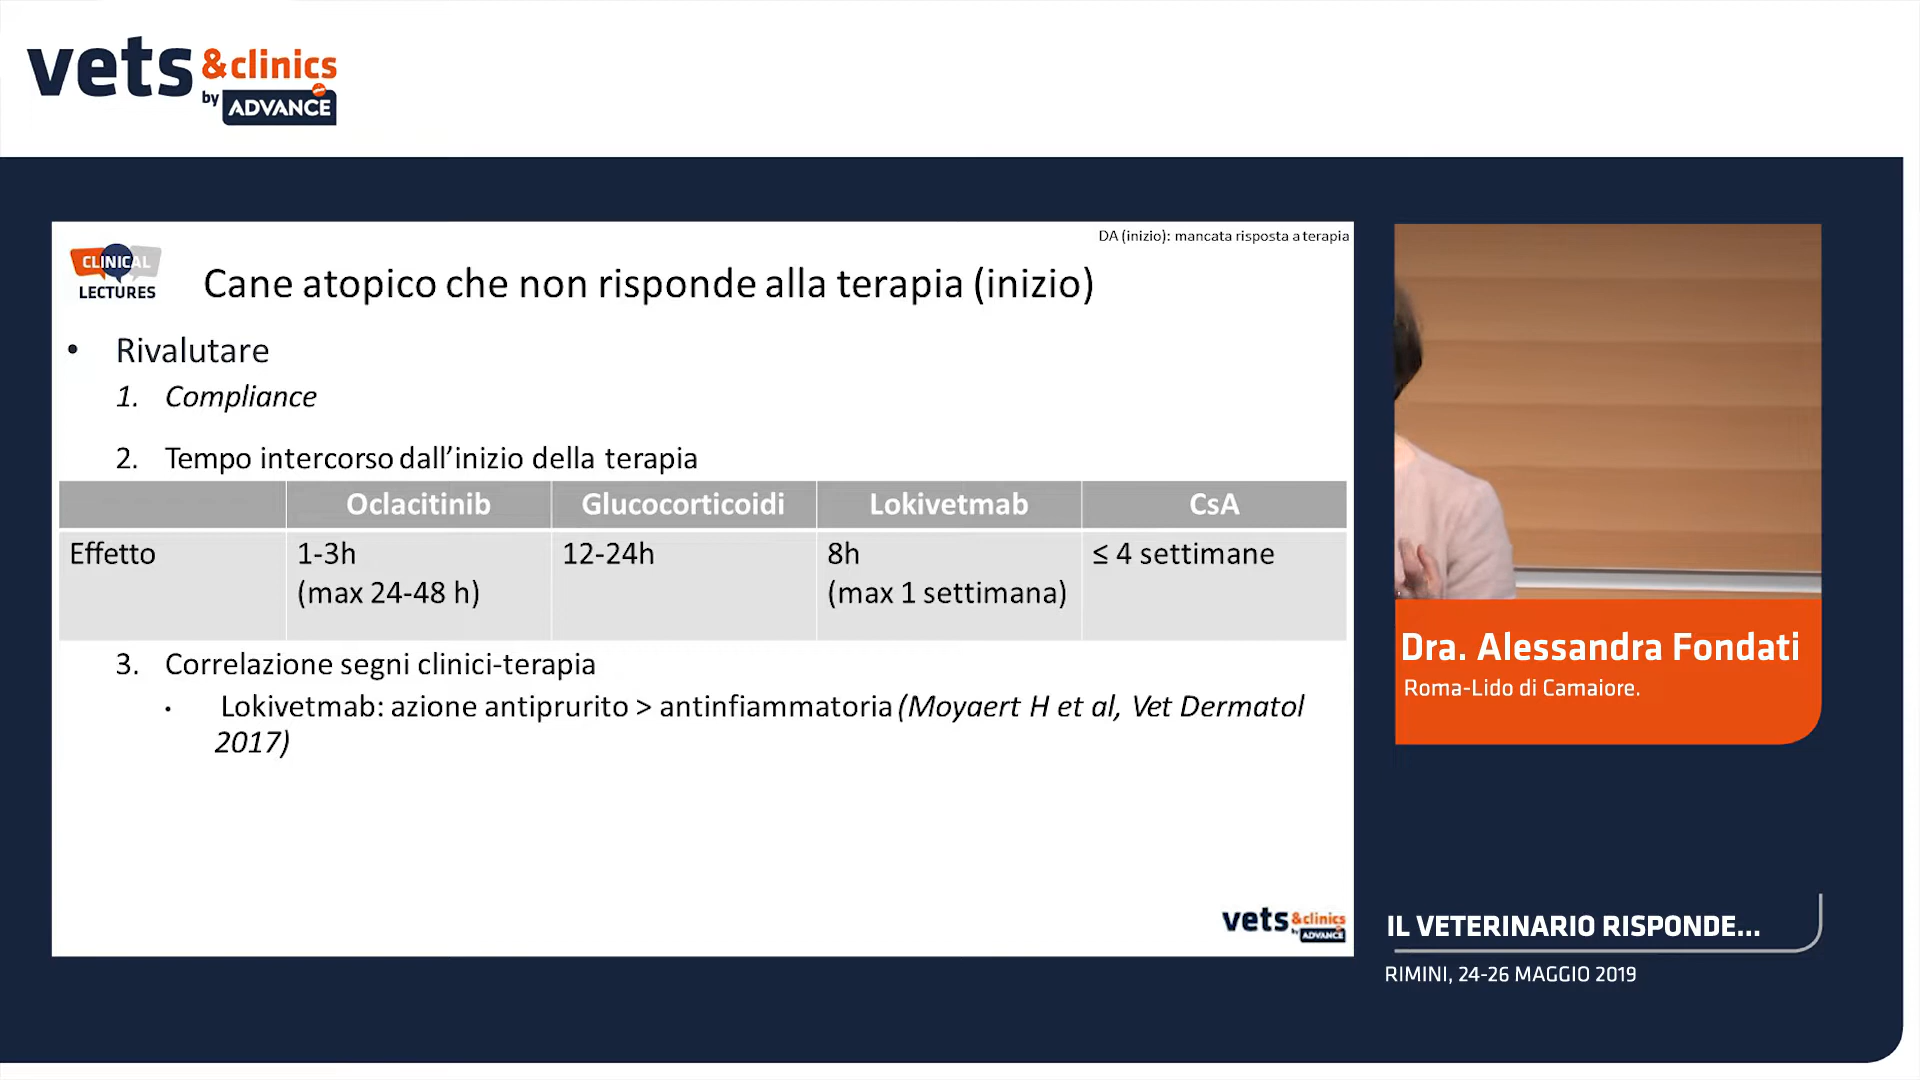 vets &clinics
by ADVANCE
DA (inizio): mancata risposta a terapia
CLINICAL
LECTURES
Cane atopico che non risponde alla terapia (inizio)
• Rivalutare
1. Compliance
2. Tempo intercorso dall’inizio della terapia
Oclacitinib Glucocorticoidi Lokivetmab CsA
Effetto 1-3h 12-24h 8h ≤ 4 settimane
(max 24-48 h) (max 1 settimana)
3. Correlazione segni clinici-terapia
• Lokivetmab: azione antiprurito > antinfiammatoria (Moyaert H et al, Vet Dermatol
2017)
vets &clinics
by ADVANCE
Dra. Alessandra Fondati
Roma-Lido di Camaiore.
IL VETERINARIO RISPONDE...
RIMINI, 24-26 MAGGIO 2019